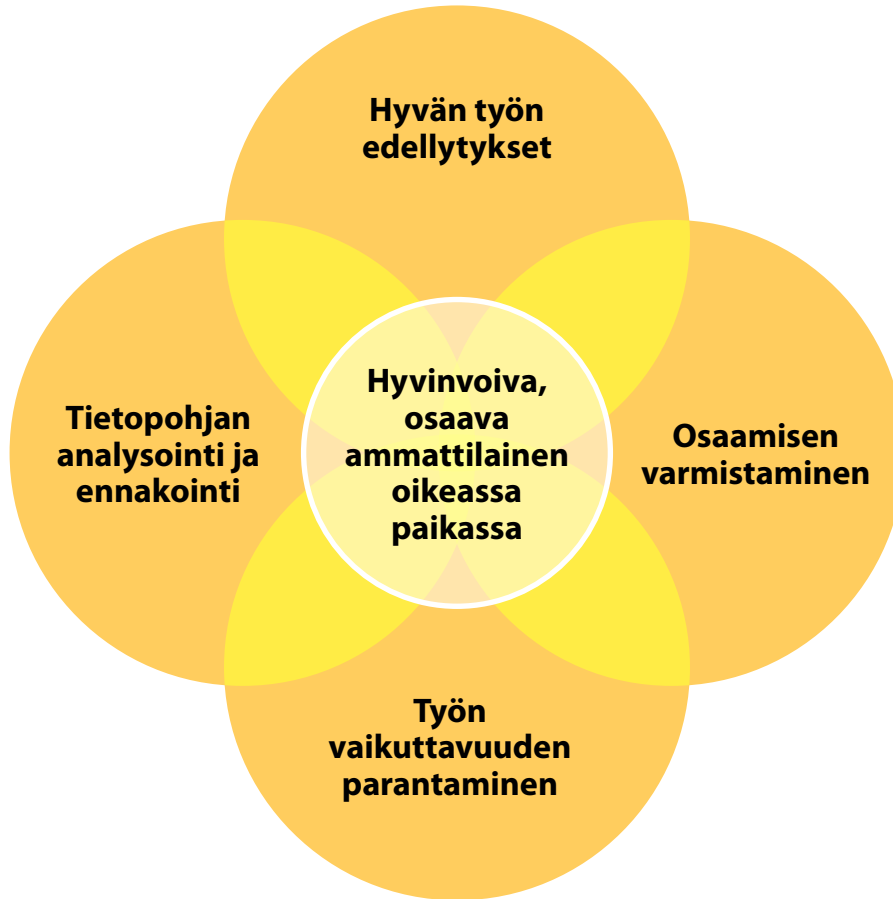 Hyvän työn
edellytykset
Tietopohjan
analysointi ja
ennakointi
Hyvinvoiva,
osaava
ammattilainen
oikeassa
paikassa
Osaamisen
varmistaminen
Työn
vaikuttavuuden
parantaminen